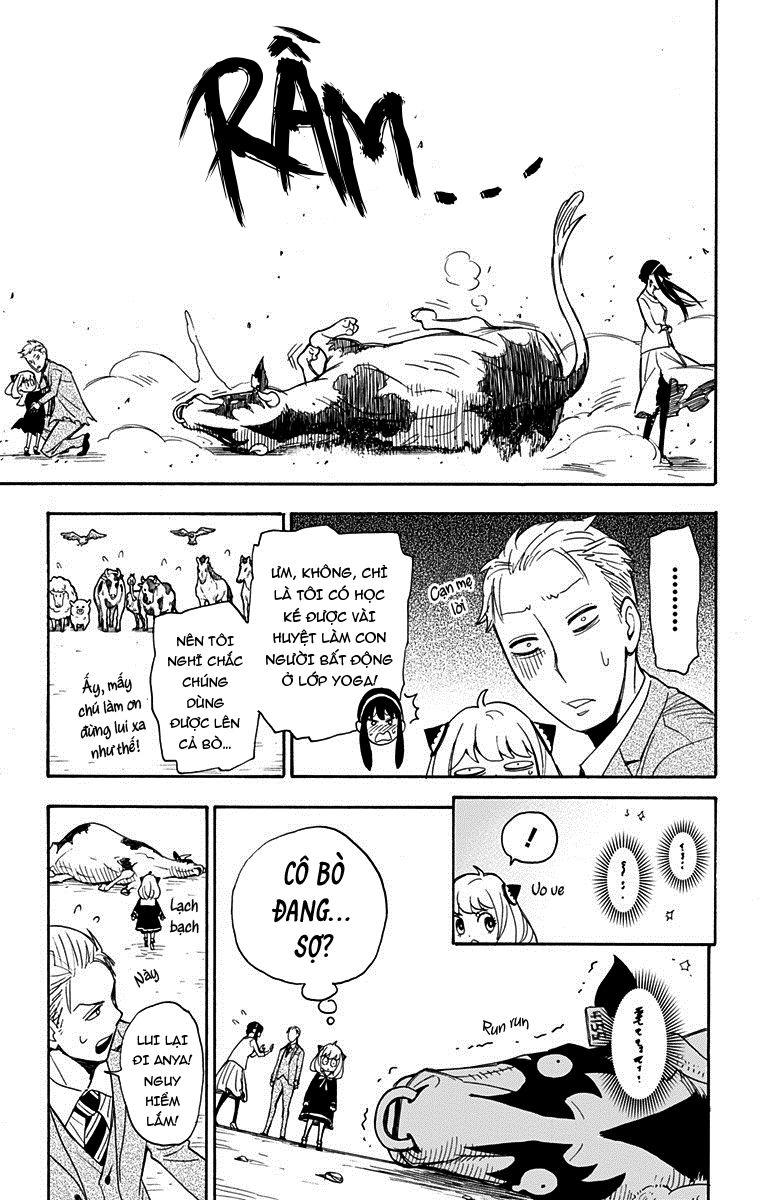 RẦM...
.........
Cạn mẹ
lời
ƯM, KHÔNG, CHỈ
LÀ TÔI CÓ HỌC
KÉ ĐƯỢC VÀI
HUYỆT LÀM CON
NGƯỜI BẤT ĐỘNG
Ở LỚP YOGA!
NÊN TÔI
NGHĨ CHẮC
CHÚNG
DÙNG
ĐƯỢC LÊN
CẢ BÒ...
Ấy, mấy
chú làm ơn
đừng lui xa
như thế!
!
Uo ve
Run run
CÔ BÒ
ĐANG...
SỢ?
Lạch
bạch
Này
LUI LẠI
ĐI ANYA!
NGUY
HIỂM
LẮM!